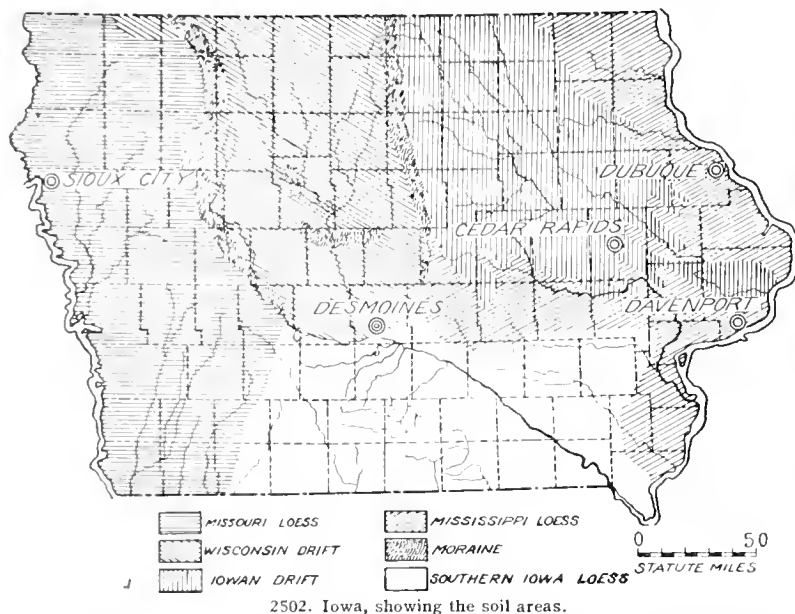 SIOUX CITY
DUBUQUE
CEDAR RAPIDS
DESMOINES
DAVENPORT
MISSOURI LOESS
MISSISSIPPI LOESS
WISCONSIN DRIFT
MORAINE
0 50
IOWAN DRIFT
SOUTHERN IOWA LOESS
STATUTE MILES
2502. Iowa, showing the soil areas.